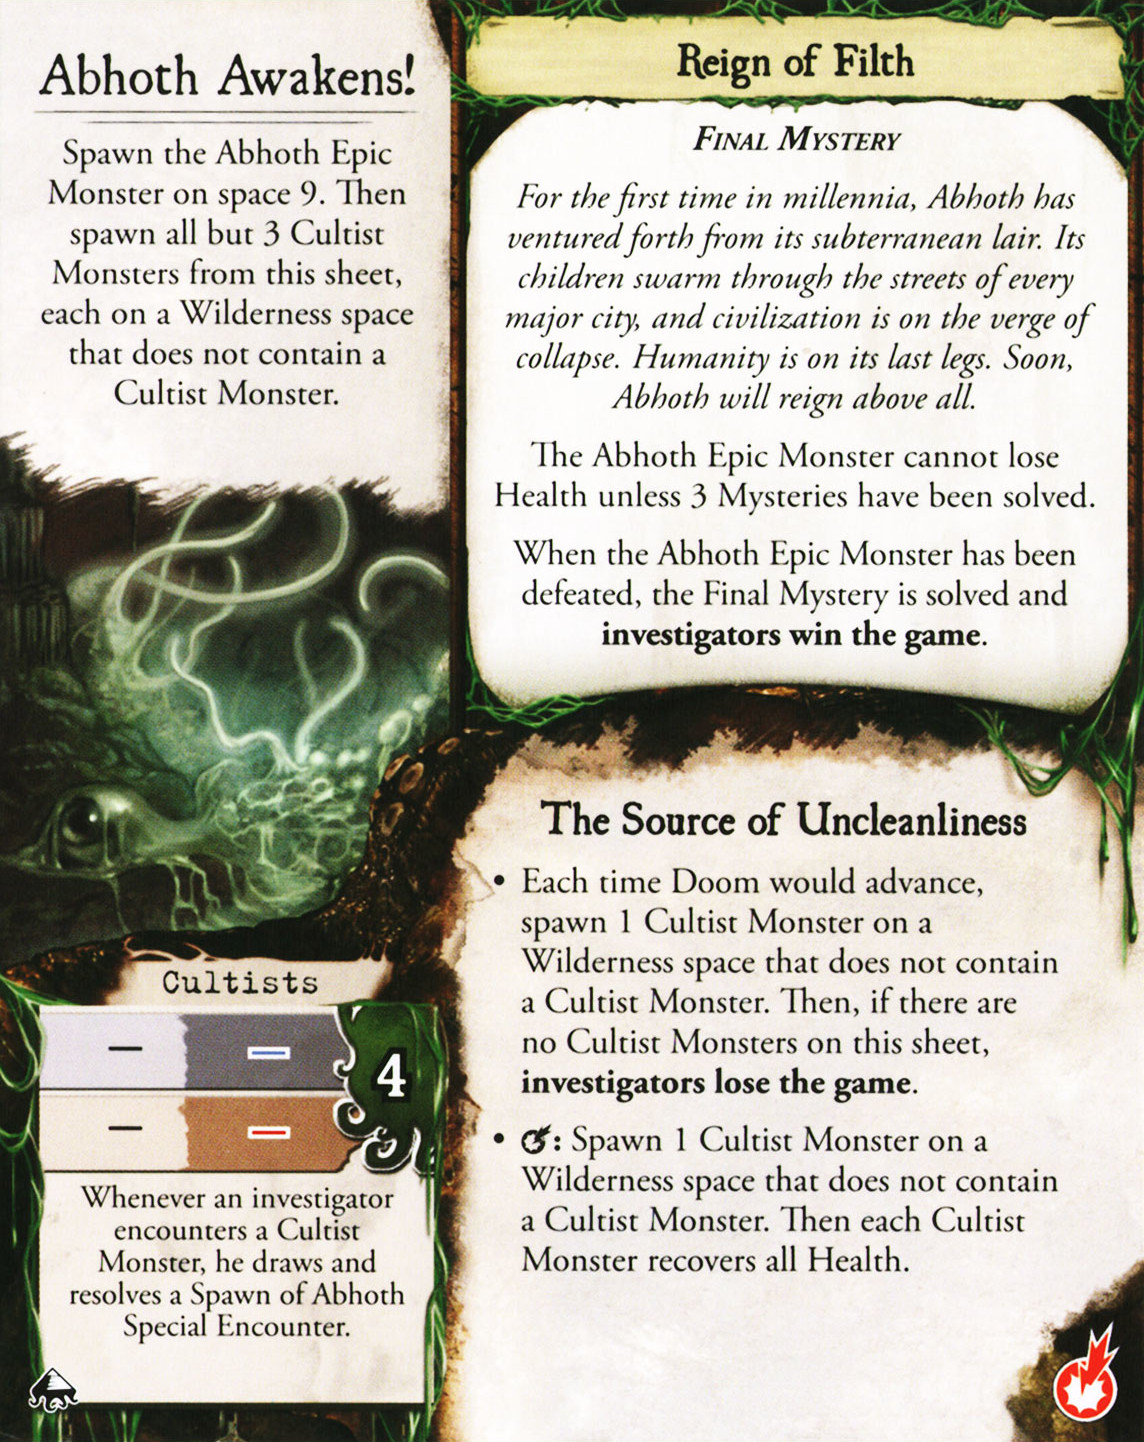 Abhoth Awakens!
Spawn the Abhoth Epic
Monster on space 9. Then
spawn all but 3 Cultist
Monsters from this sheet,
each on a Wilderness space
that does not contain a
Cultist Monster.
Reign of Filth
Final Mystery
For the first time in millennia, Abhoth has
ventured forth from its subterranean lair. Its
children swarm through the streets of every
major city, and civilization is on the verge of
collapse. Humanity is on its last legs. Soon,
Abhoth will reign above all.
The Abhoth Epic Monster cannot lose
Health unless 3 Mysteries have been solved.
When the Abhoth Epic Monster has been
defeated, the Final Mystery is solved and
investigators win the game.
Cultists
— —
4
— —
Whenever an investigator
encounters a Cultist
Monster, he draws and
resolves a Spawn of Abhoth
Special Encounter.
The Source of Uncleanliness
• Each time Doom would advance,
spawn 1 Cultist Monster on a
Wilderness space that does not contain
a Cultist Monster. Then, if there are
no Cultist Monsters on this sheet,
investigators lose the game.
• : Spawn 1 Cultist Monster on a
Wilderness space that does not contain
a Cultist Monster. Then each Cultist
Monster recovers all Health.